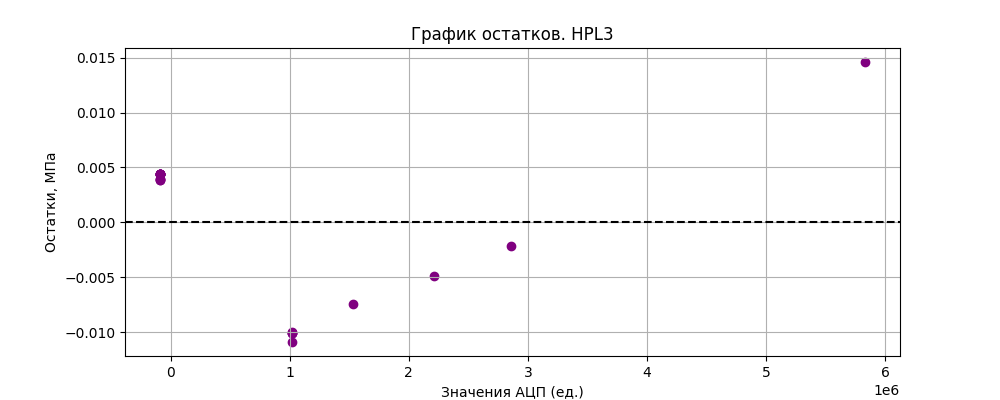 График остатков. HPL3
Остатки, МПа
0.015
0.010
0.005
0.000
−0.005
−0.010
0 1 2 3 4 5 6
1e6
Значения АЦП (ед.)